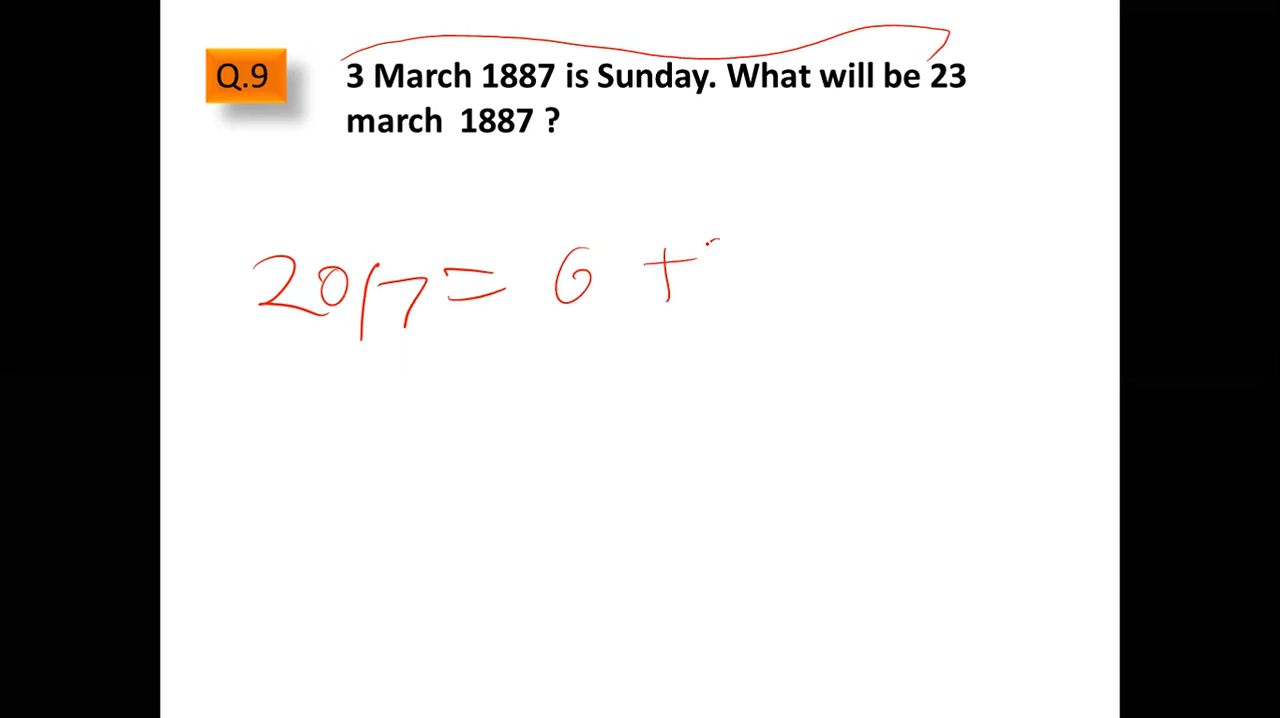 Q.9
3 March 1887 is Sunday. What will be 23
march 1887 ?
2017 = 6 +